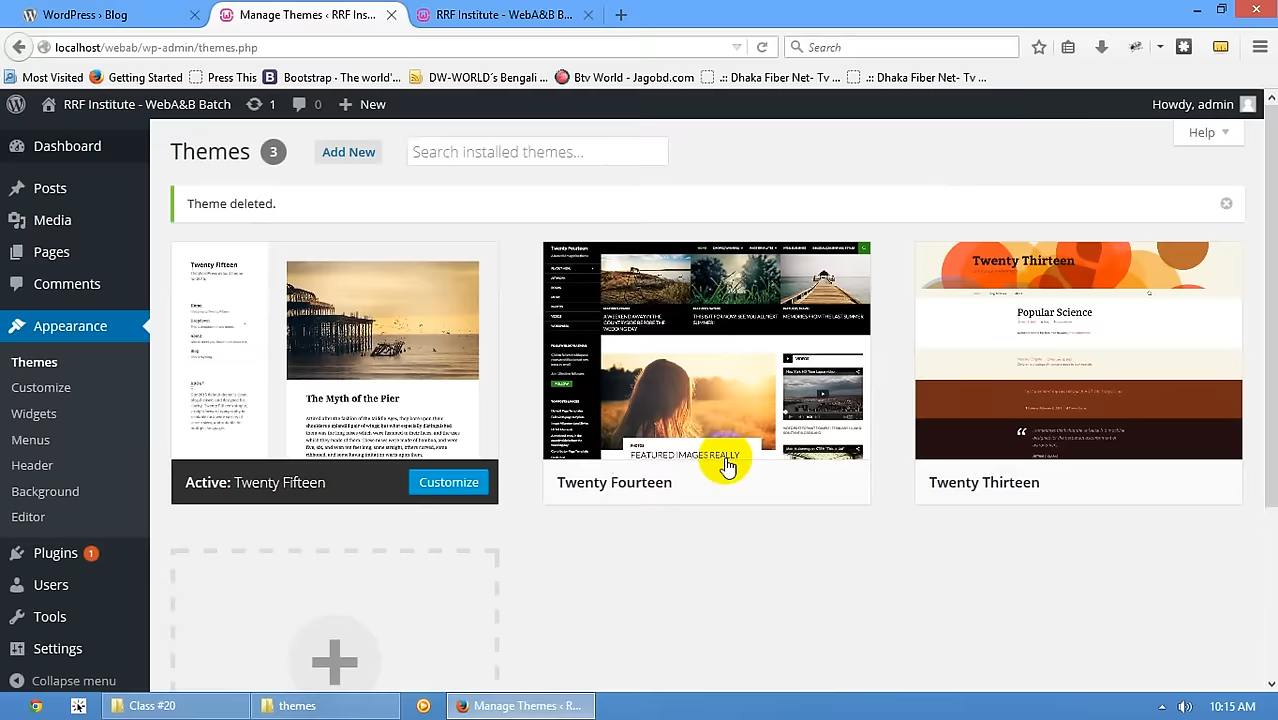 WordPress › Blog
Manage Themes ‹ RRF Ins...
RRF Institute - WebA&B B...
localhost/webab/wp-admin/themes.php
Search
Most Visited
Getting Started
Press This
Bootstrap · The world'...
DW-WORLD's Bengali ...
Btv World - Jagobd.com
.:: Dhaka Fiber Net- Tv ...
.:: Dhaka Fiber Net- Tv ...
RRF Institute - WebA&B Batch
1
0
New
Howdy, admin
Dashboard
Posts
Media
Pages
Comments
Themes
Customize
Widgets
Menus
Header
Background
Editor
Plugins 1
Users
Tools
Settings
Collapse menu
Themes 3
Add New
Search installed themes...
Help
Theme deleted.
Twenty Fifteen
The Myth of the Pier
Active: Twenty Fifteen
Customize
Twenty Fourteen
FEATURED IMAGES REALLY
Twenty Fourteen
Twenty Thirteen
Popular Science
Twenty Thirteen
Class #20
themes
Manage Themes ‹ R...
10:15 AM